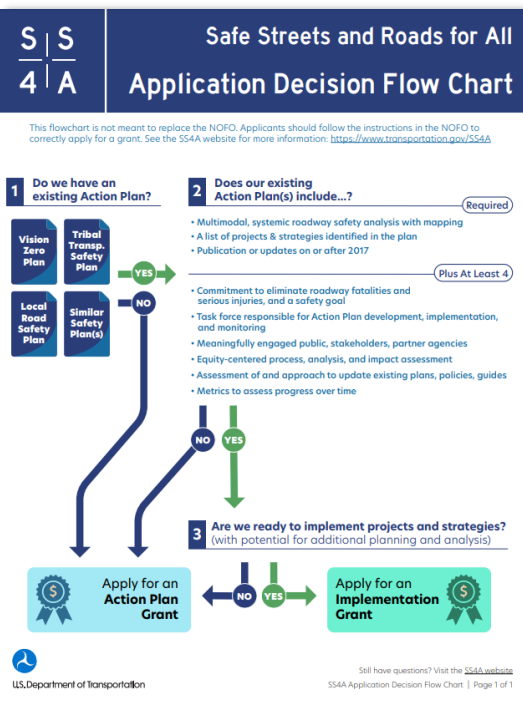 S S
4 A
Safe Streets and Roads for All
Application Decision Flow Chart
This flowchart is not meant to replace the NOFO. Applicants should follow the instructions in the NOFO to
correctly apply for a grant. See the SS4A website for more information: https://www.transportation.gov/SS4A
1
Do we have an
existing Action Plan?
Vision
Zero
Plan
Tribal
Transp.
Safety
Plan
Local
Road
Safety
Plan
Similar
Safety
Plan(s)
YES
NO
2
Does our existing
Action Plan(s) include...?
Required
• Multimodal, systemic roadway safety analysis with mapping
• A list of projects & strategies identified in the plan
• Publication or updates on or after 2017
Plus At Least 4
• Commitment to eliminate roadway fatalities and
serious injuries, and a safety goal
• Task force responsible for Action Plan development, implementation,
and monitoring
• Meaningfully engaged public, stakeholders, partner agencies
• Equity-centered process, analysis, and impact assessment
• Assessment of and approach to update existing plans, policies, guides
• Metrics to assess progress over time
NO
YES
3
Are we ready to implement projects and strategies?
(with potential for additional planning and analysis)
$
Apply for an
Action Plan
Grant
NO
YES
Apply for an
Implementation
Grant
$
U.S. Department of Transportation
Still have questions? Visit the SS4A website
SS4A Application Decision Flow Chart | Page 1 of 1